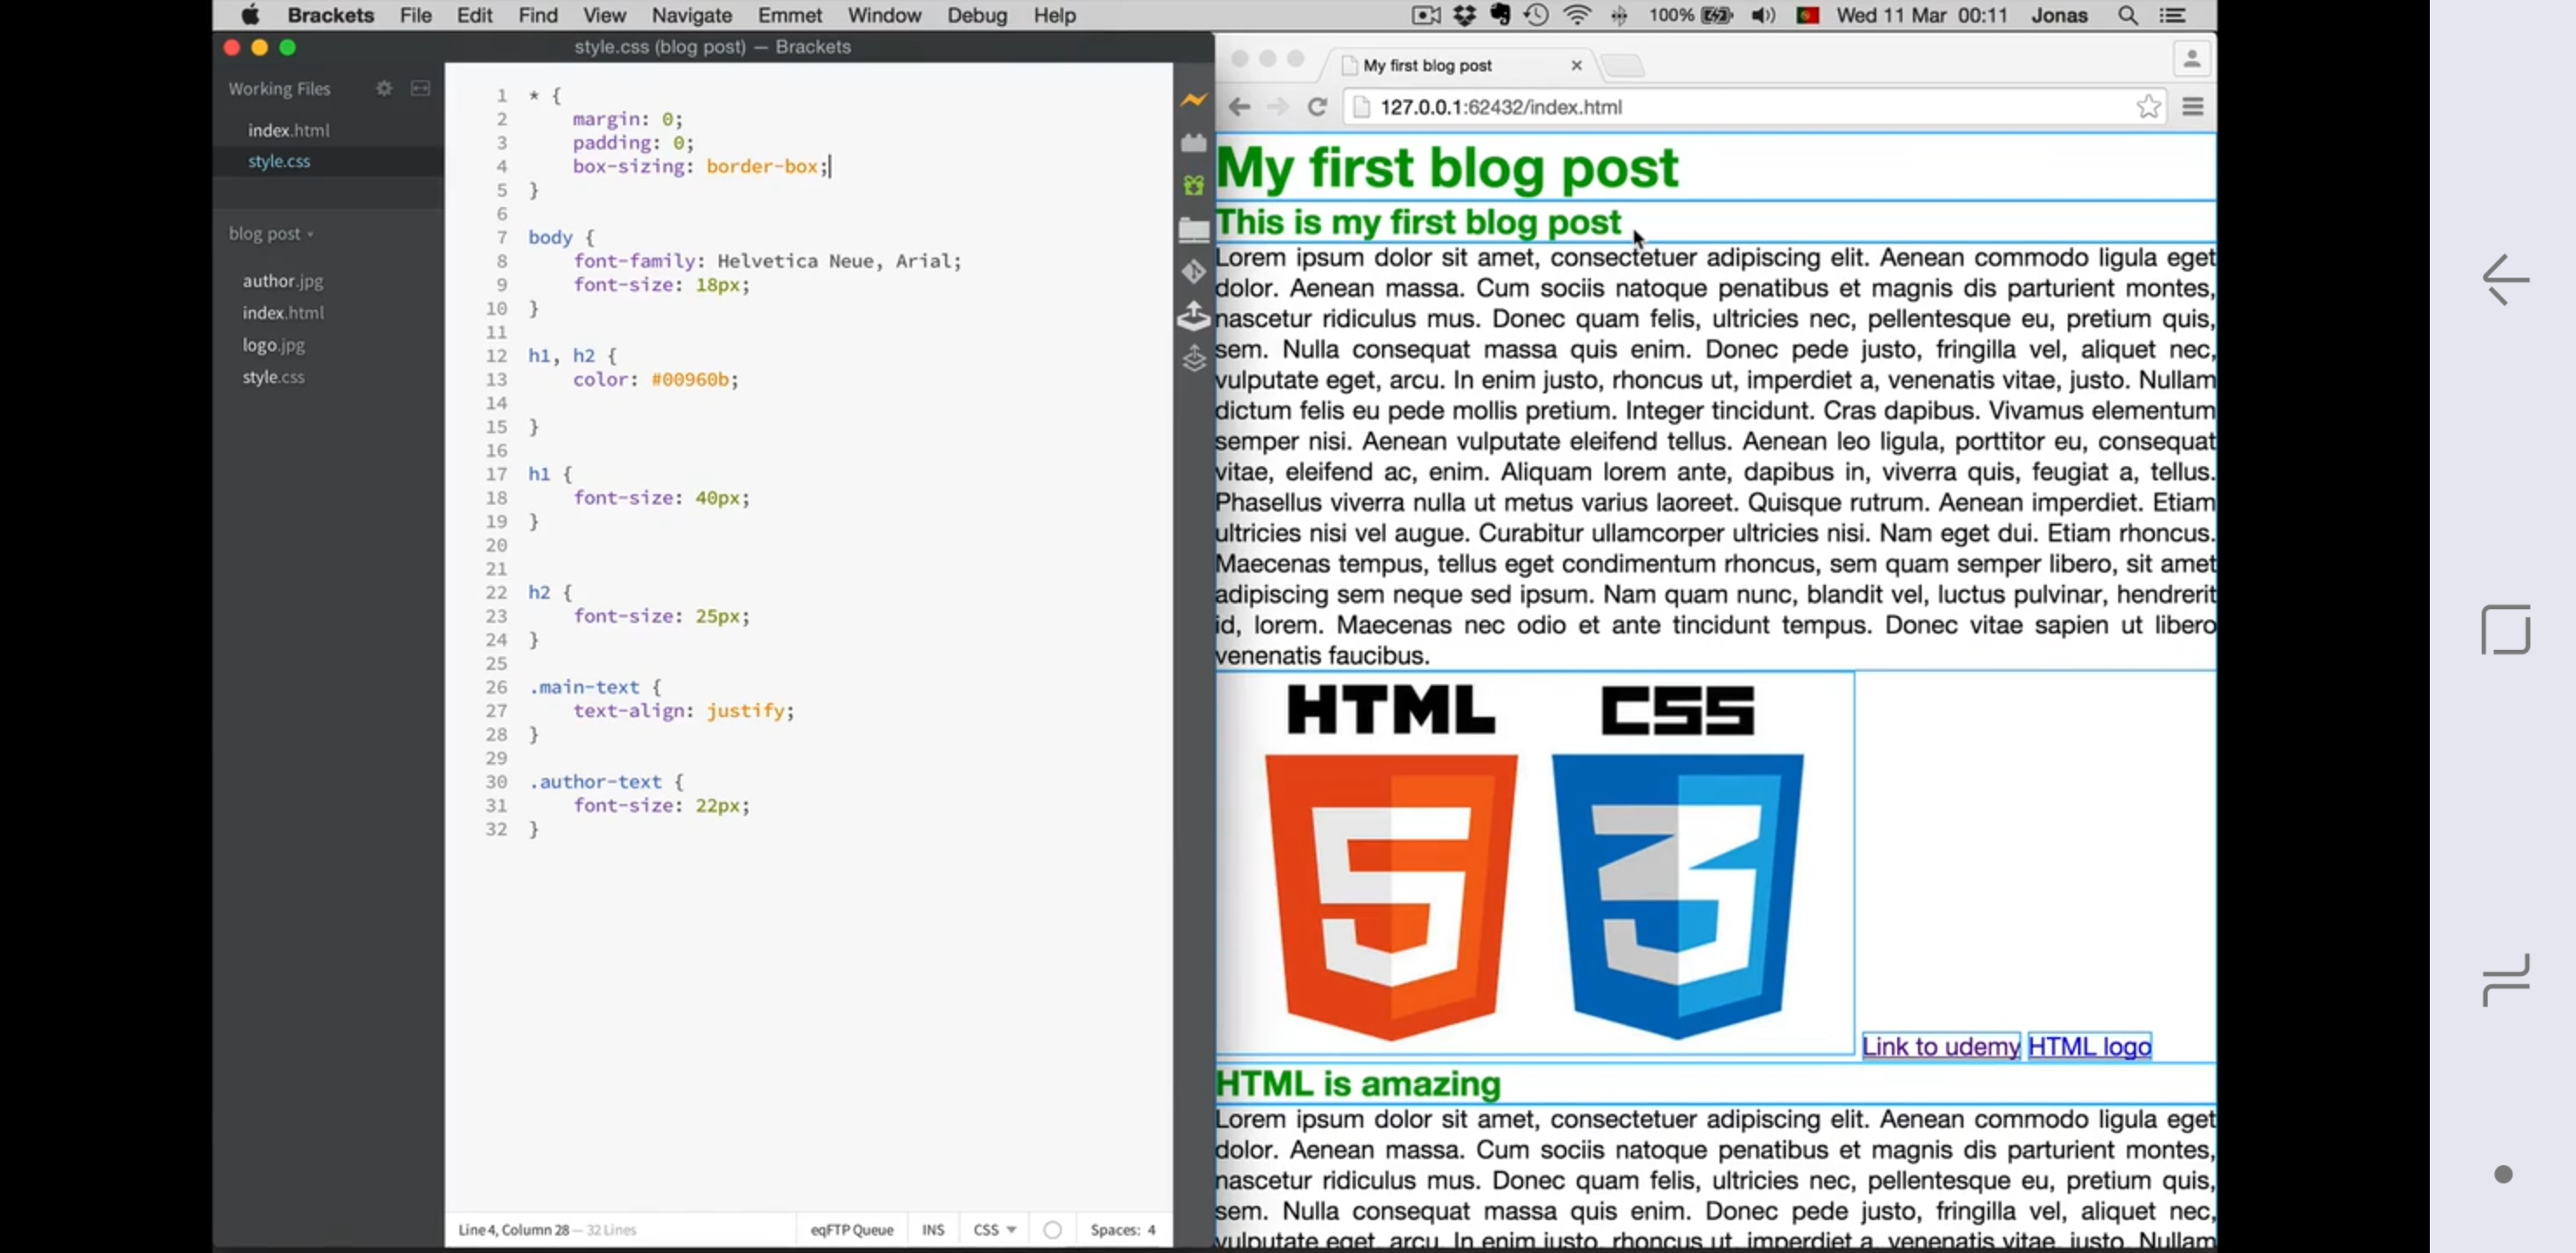 Brackets File Edit Find View Navigate Emmet Window Debug Help 100% Wed 11 Mar 00:11 Jonas
style.css (blog post) — Brackets
Working Files
index.html
style.css
blog post
author.jpg
index.html
logo.jpg
style.css
1 * {
2 margin: 0;
3 padding: 0;
4 box-sizing: border-box;
5 }
6
7 body {
8 font-family: Helvetica Neue, Arial;
9 font-size: 18px;
10 }
11
12 h1, h2 {
13 color: #00960b;
14
15 }
16
17 h1 {
18 font-size: 40px;
19 }
20
21
22 h2 {
23 font-size: 25px;
24 }
25
26 .main-text {
27 text-align: justify;
28 }
29
30 .author-text {
31 font-size: 22px;
32 }
Line 4, Column 28 — 32 Lines eqFTP Queue INS CSS Spaces: 4
My first blog post
127.0.0.1:62432/index.html
My first blog post
This is my first blog post
Lorem ipsum dolor sit amet, consectetuer adipiscing elit. Aenean commodo ligula eget
dolor. Aenean massa. Cum sociis natoque penatibus et magnis dis parturient montes,
nascetur ridiculus mus. Donec quam felis, ultricies nec, pellentesque eu, pretium quis,
sem. Nulla consequat massa quis enim. Donec pede justo, fringilla vel, aliquet nec,
vulputate eget, arcu. In enim justo, rhoncus ut, imperdiet a, venenatis vitae, justo. Nullam
dictum felis eu pede mollis pretium. Integer tincidunt. Cras dapibus. Vivamus elementum
semper nisi. Aenean vulputate eleifend tellus. Aenean leo ligula, porttitor eu, consequat
vitae, eleifend ac, enim. Aliquam lorem ante, dapibus in, viverra quis, feugiat a, tellus.
Phasellus viverra nulla ut metus varius laoreet. Quisque rutrum. Aenean imperdiet. Etiam
ultricies nisi vel augue. Curabitur ullamcorper ultricies nisi. Nam eget dui. Etiam rhoncus.
Maecenas tempus, tellus eget condimentum rhoncus, sem quam semper libero, sit amet
adipiscing sem neque sed ipsum. Nam quam nunc, blandit vel, luctus pulvinar, hendrerit
id, lorem. Maecenas nec odio et ante tincidunt tempus. Donec vitae sapien ut libero
venenatis faucibus.
HTML CSS
5 3
Link to udemy HTML logo
HTML is amazing
Lorem ipsum dolor sit amet, consectetuer adipiscing elit. Aenean commodo ligula eget
dolor. Aenean massa. Cum sociis natoque penatibus et magnis dis parturient montes,
nascetur ridiculus mus. Donec quam felis, ultricies nec, pellentesque eu, pretium quis,
sem. Nulla consequat massa quis enim. Donec pede justo, fringilla vel, aliquet nec,
vulputate eget, arcu. In enim justo, rhoncus ut, imperdiet a, venenatis vitae, justo. Nullam